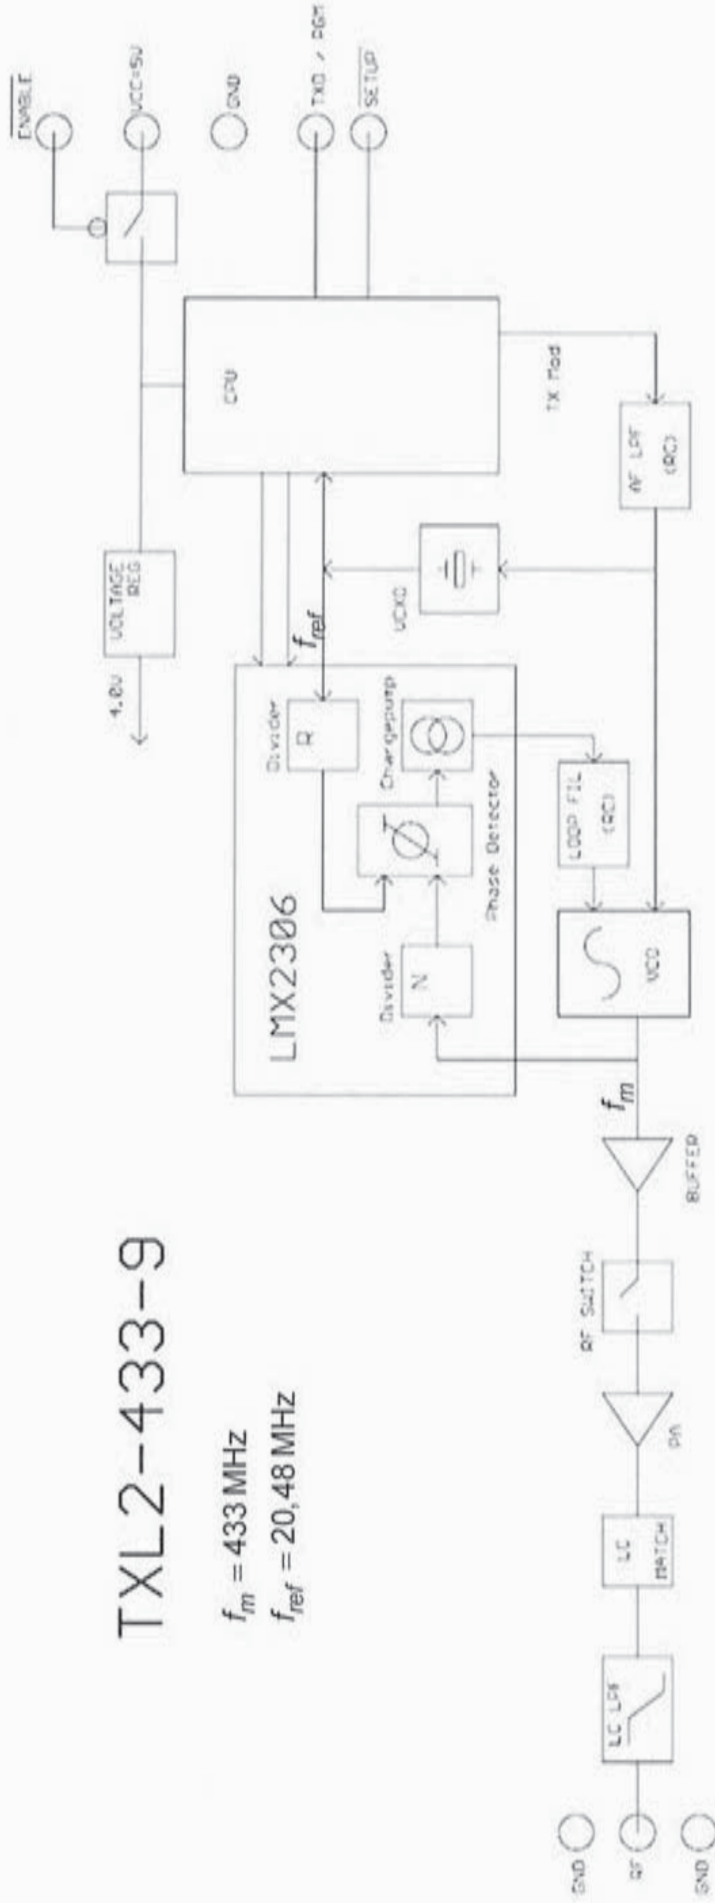 TXL2-433-9
f_m = 433 MHz
f_ref = 20,48 MHz
LMX2306
Divider
R
Divider
N
Chargepump
Phase Detector
f_ref
4.0V
VOLTAGE
REG
CPU
ENABLE
VCC=5V
GND
TXD / PGM
SETUP
VCXO
TX Mod
AF LPF
(RC)
LOOP FIL
(RC)
VCO
f_m
BUFFER
RF SWITCH
PA
LC
MATCH
LC LPF
GND
RF
GND